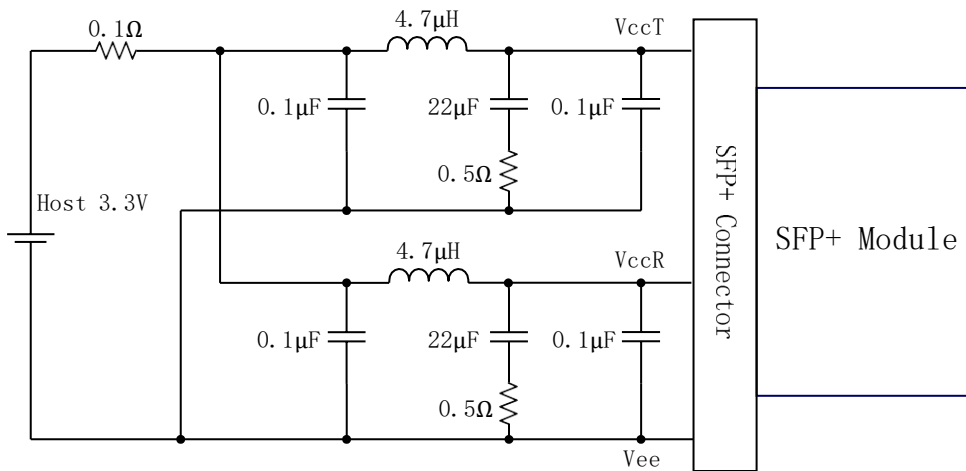 0.1Ω
4.7μH
VccT
0.1μF
22μF
0.1μF
0.5Ω
Host 3.3V
SFP+ Connector
SFP+ Module
4.7μH
VccR
0.1μF
22μF
0.1μF
0.5Ω
Vee